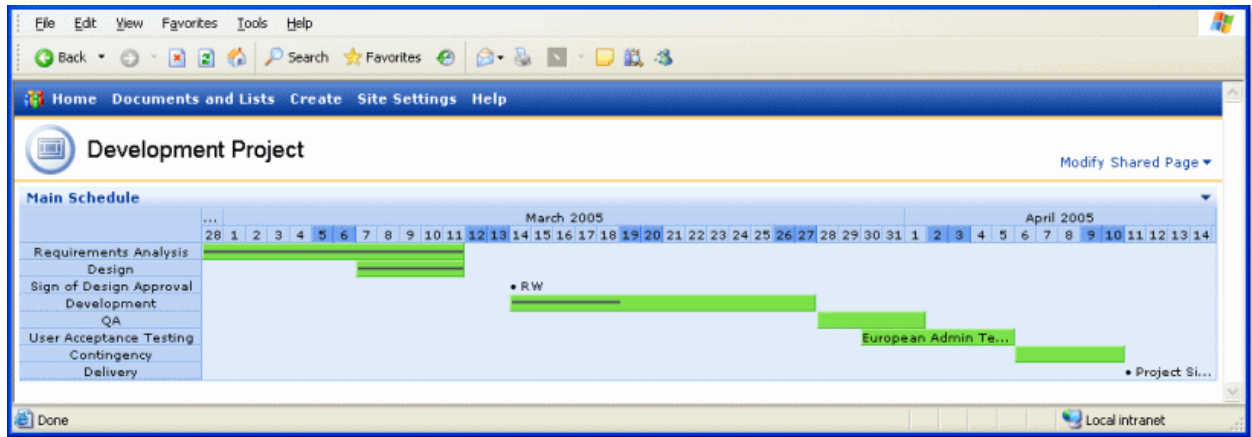 File Edit View Favorites Tools Help
Back Search Favorites
Home Documents and Lists Create Site Settings Help
Development Project
Modify Shared Page
Main Schedule
... March 2005 April 2005
28 1 2 3 4 5 6 7 8 9 10 11 12 13 14 15 16 17 18 19 20 21 22 23 24 25 26 27 28 29 30 31 1 2 3 4 5 6 7 8 9 10 11 12 13 14
Requirements Analysis
Design
Sign of Design Approval • RW
Development
QA
User Acceptance Testing European Admin Te...
Contingency
Delivery • Project Si...
Done Local intranet